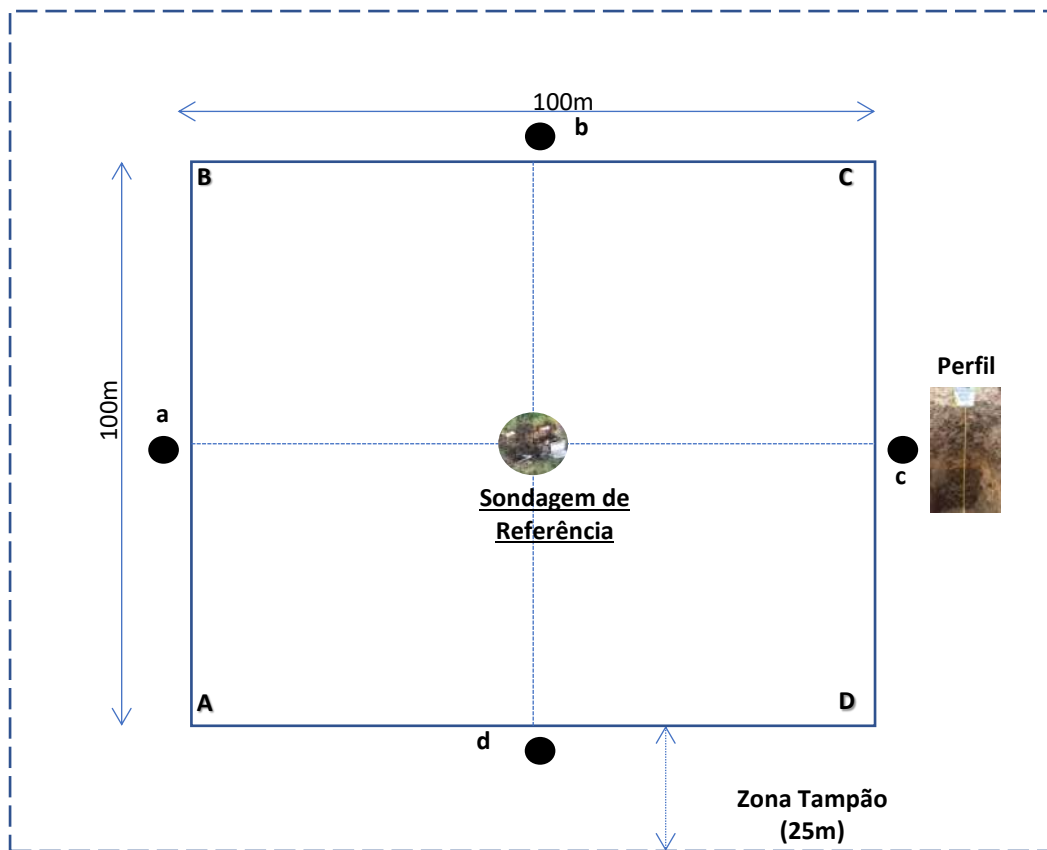 100m
b
B
C
Perfil
100m
a
c
Sondagem de
Referência
A
D
d
Zona Tampão
(25m)